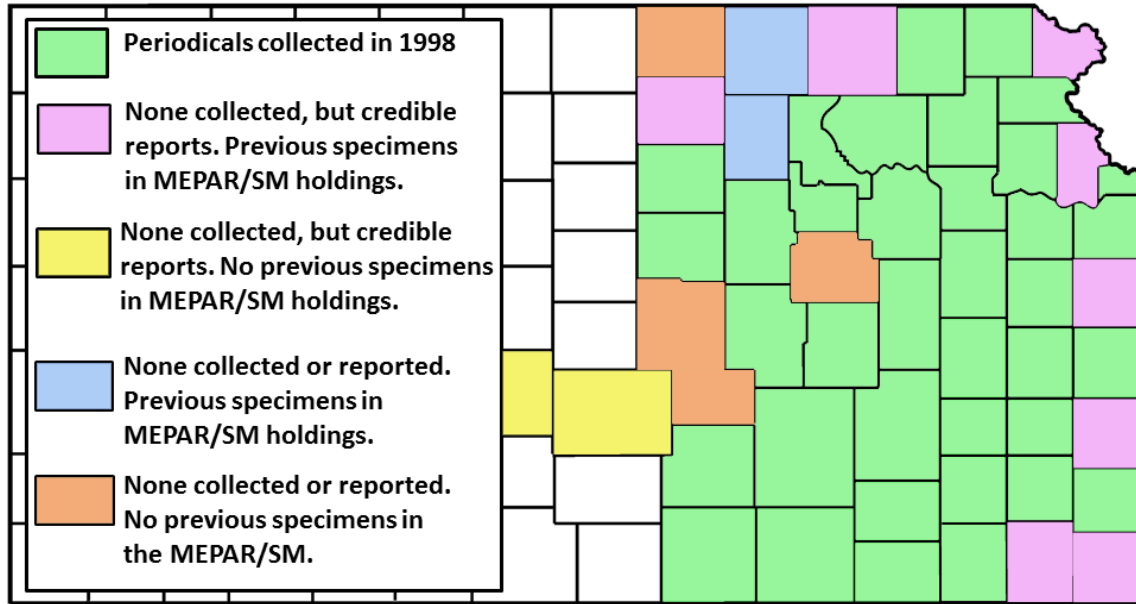 Periodicals collected in 1998
None collected, but credible
reports. Previous specimens
in MEPAR/SM holdings.
None collected, but credible
reports. No previous specimens
in MEPAR/SM holdings.
None collected or reported.
Previous specimens in
MEPAR/SM holdings.
None collected or reported.
No previous specimens in
the MEPAR/SM.